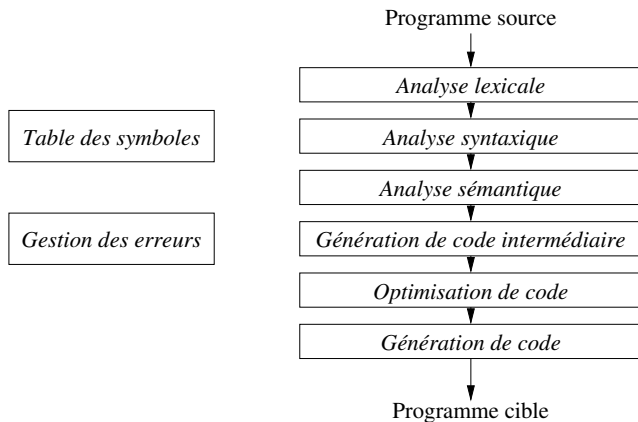 Programme source
Analyse lexicale
Table des symboles
Analyse syntaxique
Analyse sémantique
Gestion des erreurs
Génération de code intermédiaire
Optimisation de code
Génération de code
Programme cible